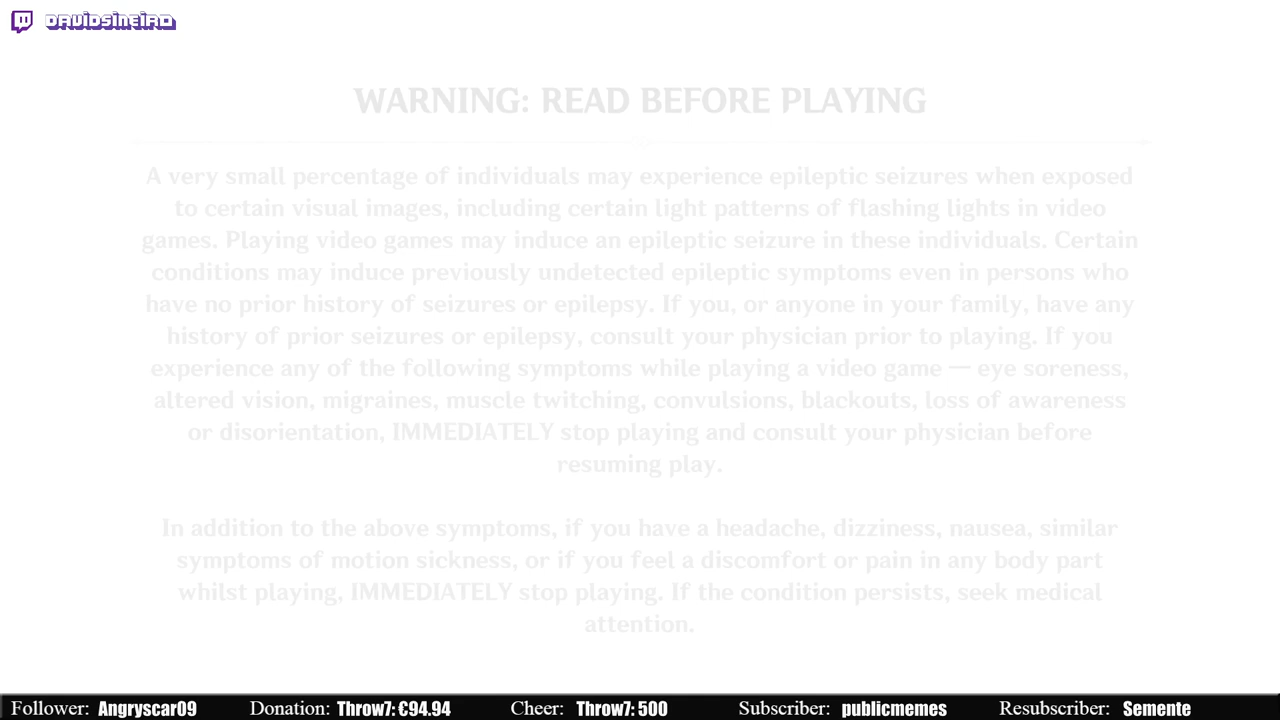 DAVIDSINEIRO
WARNING: READ BEFORE PLAYING
A very small percentage of individuals may experience epileptic seizures when exposed
to certain visual images, including certain light patterns of flashing lights in video
games. Playing video games may induce an epileptic seizure in these individuals. Certain
conditions may induce previously undetected epileptic symptoms even in persons who
have no prior history of seizures or epilepsy. If you, or anyone in your family, have any
history of prior seizures or epilepsy, consult your physician prior to playing. If you
experience any of the following symptoms while playing a video game — eye soreness,
altered vision, migraines, muscle twitching, convulsions, blackouts, loss of awareness
or disorientation, IMMEDIATELY stop playing and consult your physician before
resuming play.
In addition to the above symptoms, if you have a headache, dizziness, nausea, similar
symptoms of motion sickness, or if you feel a discomfort or pain in any body part
whilst playing, IMMEDIATELY stop playing. If the condition persists, seek medical
attention.
Follower: Angryscar09 Donation: Throw7: €94.94 Cheer: Throw7: 500 Subscriber: publicmemes Resubscriber: Semente